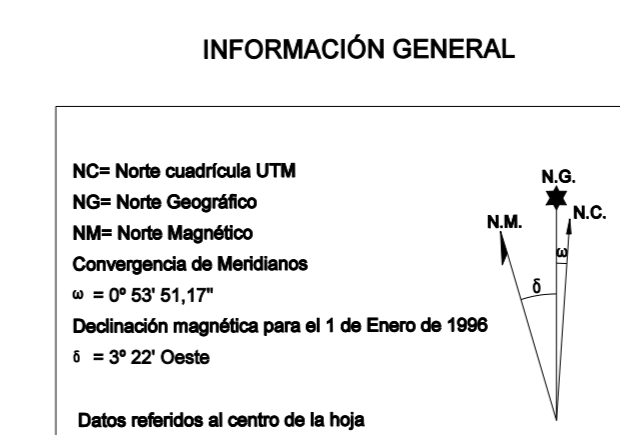 INFORMACIÓN GENERAL
NC= Norte cuadrícula UTM
NG= Norte Geográfico
NM= Norte Magnético
Convergencia de Meridianos
ω = 0º 53' 51,17"
Declinación magnética para el 1 de Enero de 1996
δ = 3º 22' Oeste
Datos referidos al centro de la hoja
N.G.
N.C.
N.M.
ω
δ